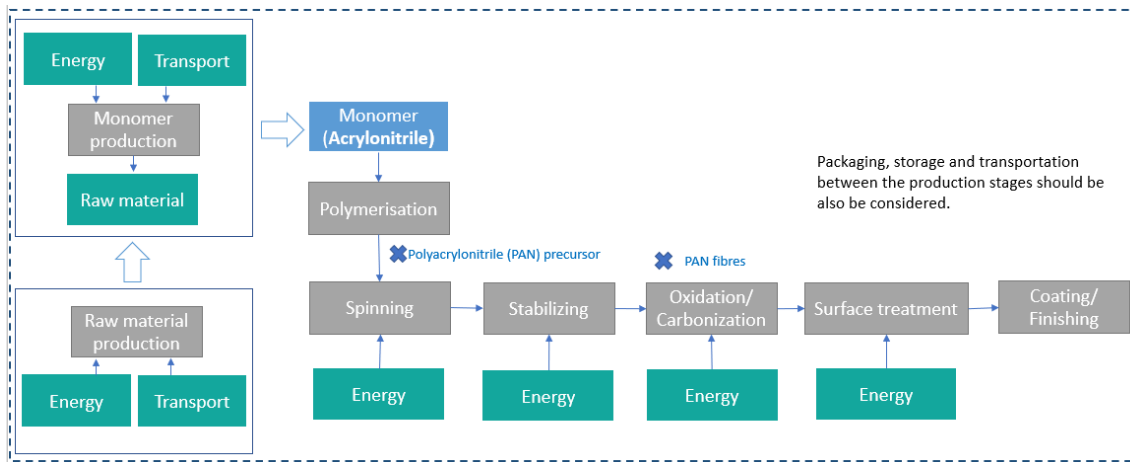 Energy
Transport
Monomer
production
Raw material
Raw material
production
Energy
Transport
Monomer
(Acrylonitrile)
Polymerisation
Polyacrylonitrile (PAN) precursor
PAN fibres
Packaging, storage and transportation
between the production stages should be
also be considered.
Spinning
Stabilizing
Oxidation/
Carbonization
Surface treatment
Coating/
Finishing
Energy
Energy
Energy
Energy